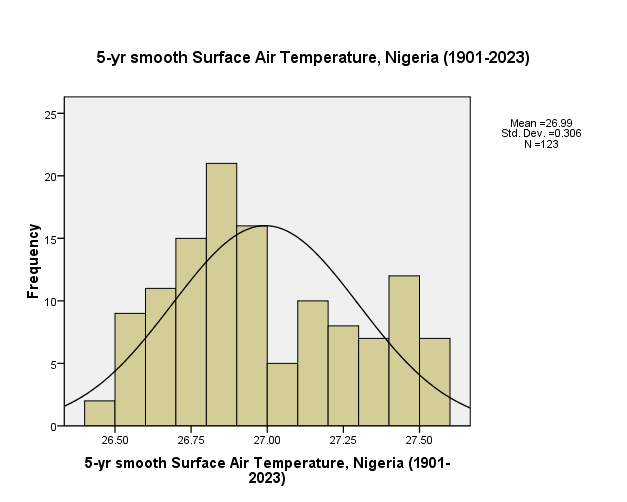 5-yr smooth Surface Air Temperature, Nigeria (1901-2023)
Mean =26.99
Std. Dev. =0.306
N =123
Frequency
25
20
15
10
5
0
26.50 26.75 27.00 27.25 27.50
5-yr smooth Surface Air Temperature, Nigeria (1901-
2023)